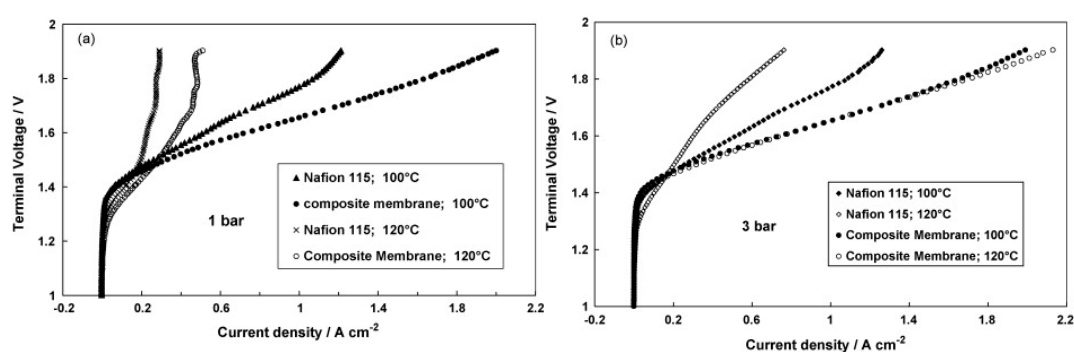 (a)
2
1.8
1.6
1.4
1.2
1
Terminal Voltage / V
-0.2
0.2
0.6
1
1.4
1.8
2.2
Current density / A cm-2
Nafion 115; 100°C
composite membrane; 100°C
Nafion 115; 120°C
Composite Membrane; 120°C
1 bar
(b)
2
1.8
1.6
1.4
1.2
1
Terminal Voltage / V
-0.2
0.2
0.6
1
1.4
1.8
2.2
Current density / A cm-2
Nafion 115; 100°C
Nafion 115; 120°C
Composite Membrane; 100°C
Composite Membrane; 120°C
3 bar